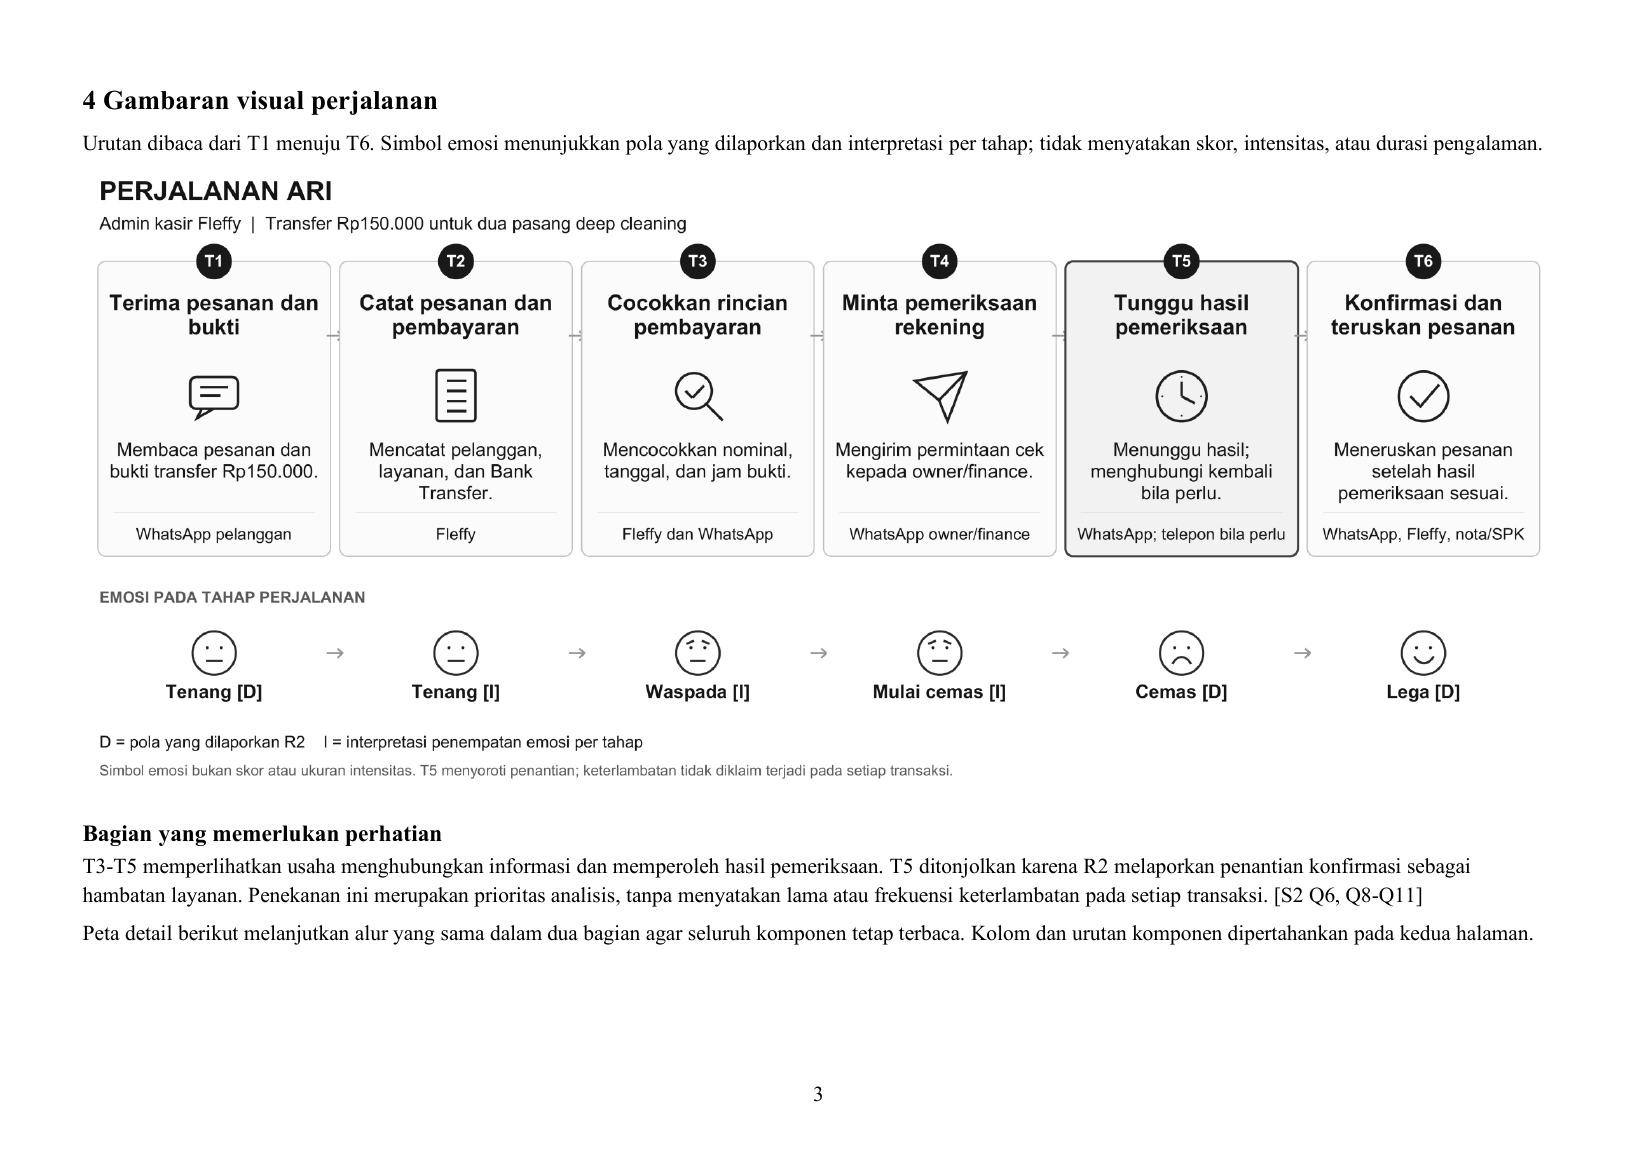 4 Gambaran visual perjalanan
Urutan dibaca dari T1 menuju T6. Simbol emosi menunjukkan pola yang dilaporkan dan interpretasi per tahap; tidak menyatakan skor, intensitas, atau durasi pengalaman.
PERJALANAN ARI
Admin kasir Fleffy | Transfer Rp150.000 untuk dua pasang deep cleaning
T1
Terima pesanan dan
bukti
Membaca pesanan dan
bukti transfer Rp150.000.
WhatsApp pelanggan
T2
Catat pesanan dan
pembayaran
Mencatat pelanggan,
layanan, dan Bank
Transfer.
Fleffy
T3
Cocokkan rincian
pembayaran
Mencocokkan nominal,
tanggal, dan jam bukti.
Fleffy dan WhatsApp
T4
Minta pemeriksaan
rekening
Mengirim permintaan cek
kepada owner/finance.
WhatsApp owner/finance
T5
Tunggu hasil
pemeriksaan
Menunggu hasil;
menghubungi kembali
bila perlu.
WhatsApp; telepon bila perlu
T6
Konfirmasi dan
teruskan pesanan
Meneruskan pesanan
setelah hasil
pemeriksaan sesuai.
WhatsApp, Fleffy, nota/SPK
EMOSI PADA TAHAP PERJALANAN
→ → → → →
Tenang [D] Tenang [I] Waspada [I] Mulai cemas [I] Cemas [D] Lega [D]
D = pola yang dilaporkan R2 I = interpretasi penempatan emosi per tahap
Simbol emosi bukan skor atau ukuran intensitas. T5 menyoroti penantian; keterlambatan tidak diklaim terjadi pada setiap transaksi.
Bagian yang memerlukan perhatian
T3-T5 memperlihatkan usaha menghubungkan informasi dan memperoleh hasil pemeriksaan. T5 ditonjolkan karena R2 melaporkan penantian konfirmasi sebagai
hambatan layanan. Penekanan ini merupakan prioritas analisis, tanpa menyatakan lama atau frekuensi keterlambatan pada setiap transaksi. [S2 Q6, Q8-Q11]
Peta detail berikut melanjutkan alur yang sama dalam dua bagian agar seluruh komponen tetap terbaca. Kolom dan urutan komponen dipertahankan pada kedua halaman.
3